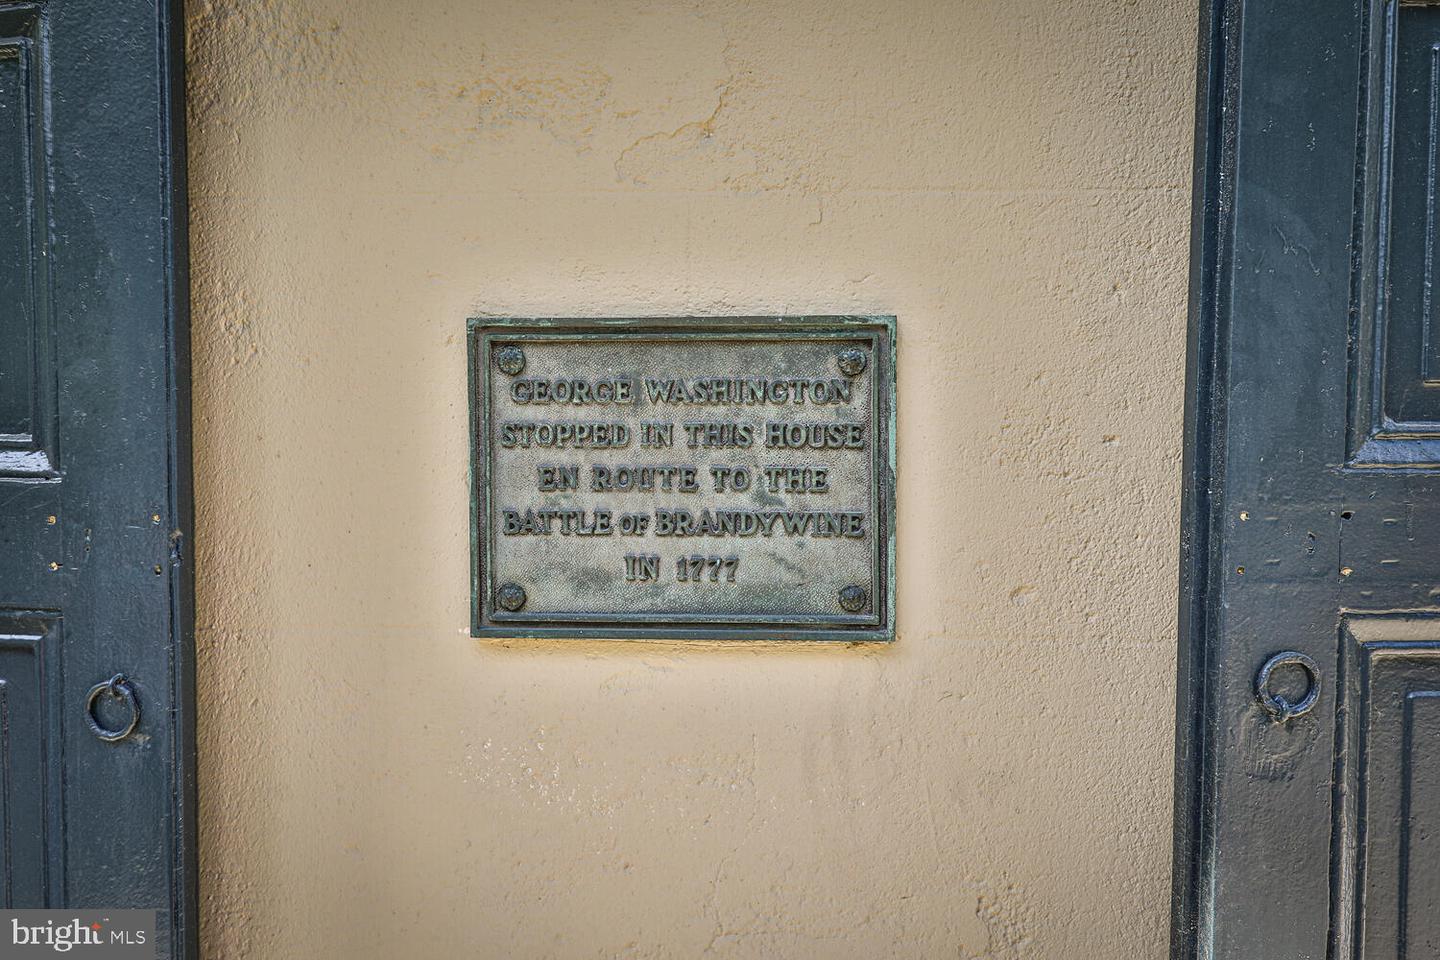 GEORGE WASHINGTON
STOPPED IN THIS HOUSE
EN ROUTE TO THE
BATTLE OF BRANDYWINE
IN 1777
bright MLS